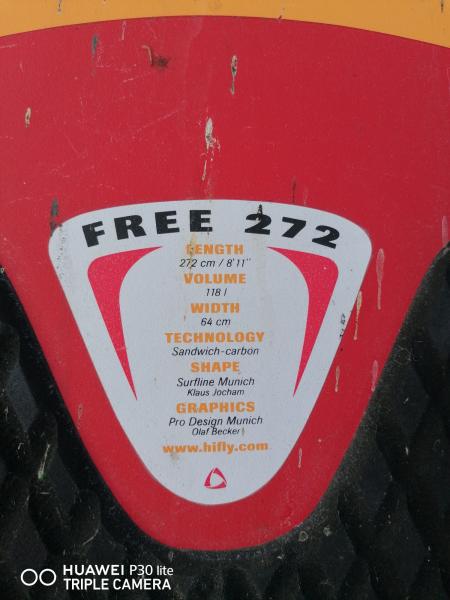 FREE 272
LENGTH
272 cm / 8'11"
VOLUME
118 l
WIDTH
64 cm
TECHNOLOGY
Sandwich-carbon
SHAPE
Surfline Munich
Klaus Jocham
GRAPHICS
Pro Design Munich
Olaf Becker
www.hifly.com
HUAWEI P30 lite
TRIPLE CAMERA